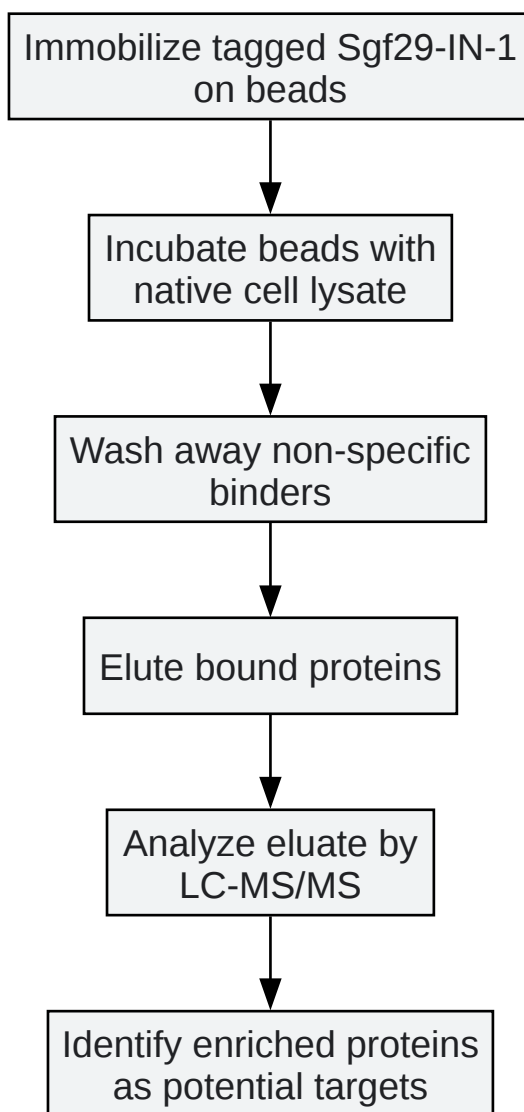 Immobilize tagged Sgf29-IN-1
on beads
Incubate beads with
native cell lysate
Wash away non-specific
binders
Elute bound proteins
Analyze eluate by
LC-MS/MS
Identify enriched proteins
as potential targets